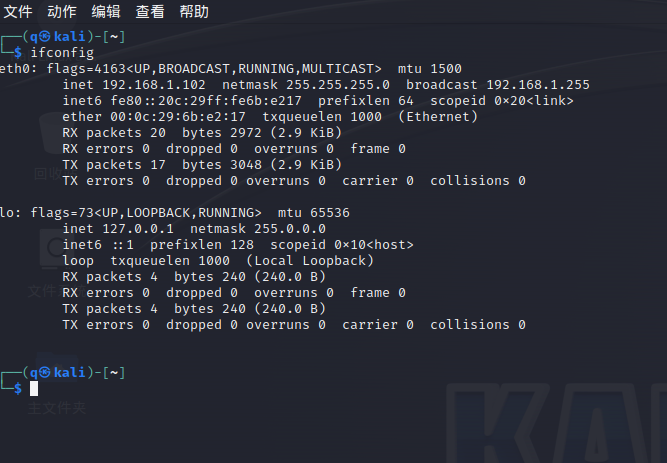 文件 动作 编辑 查看 帮助
┌──(q㉿kali)-[~]
└─$ ifconfig
eth0: flags=4163<UP,BROADCAST,RUNNING,MULTICAST>  mtu 1500
        inet 192.168.1.102  netmask 255.255.255.0  broadcast 192.168.1.255
        inet6 fe80::20c:29ff:fe6b:e217  prefixlen 64  scopeid 0×20<link>
        ether 00:0c:29:6b:e2:17  txqueuelen 1000  (Ethernet)
        RX packets 20  bytes 2972 (2.9 KiB)
        RX errors 0  dropped 0  overruns 0  frame 0
        TX packets 17  bytes 3048 (2.9 KiB)
        TX errors 0  dropped 0 overruns 0  carrier 0  collisions 0
lo: flags=73<UP,LOOPBACK,RUNNING>  mtu 65536
        inet 127.0.0.1  netmask 255.0.0.0
        inet6 ::1  prefixlen 128  scopeid 0×10<host>
        loop  txqueuelen 1000  (Local Loopback)
        RX packets 4  bytes 240 (240.0 B)
        RX errors 0  dropped 0  overruns 0  frame 0
        TX packets 4  bytes 240 (240.0 B)
        TX errors 0  dropped 0 overruns 0  carrier 0  collisions 0
┌──(q㉿kali)-[~]
└─$
主文件夹
KA